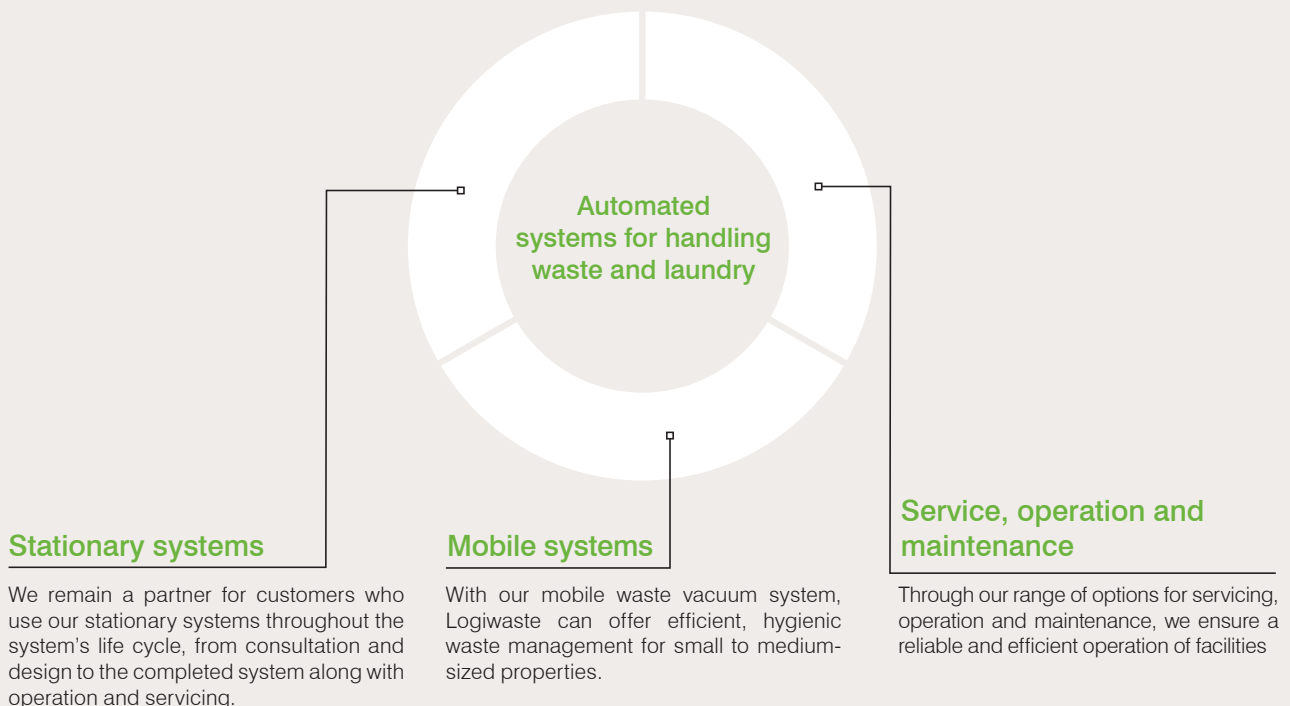 Automated
systems for handling
waste and laundry
Stationary systems
We remain a partner for customers who
use our stationary systems throughout the
system's life cycle, from consultation and
design to the completed system along with
operation and servicing.
Mobile systems
With our mobile waste vacuum system,
Logiwaste can offer efficient, hygienic
waste management for small to medium-
sized properties.
Service, operation and
maintenance
Through our range of options for servicing,
operation and maintenance, we ensure a
reliable and efficient operation of facilities